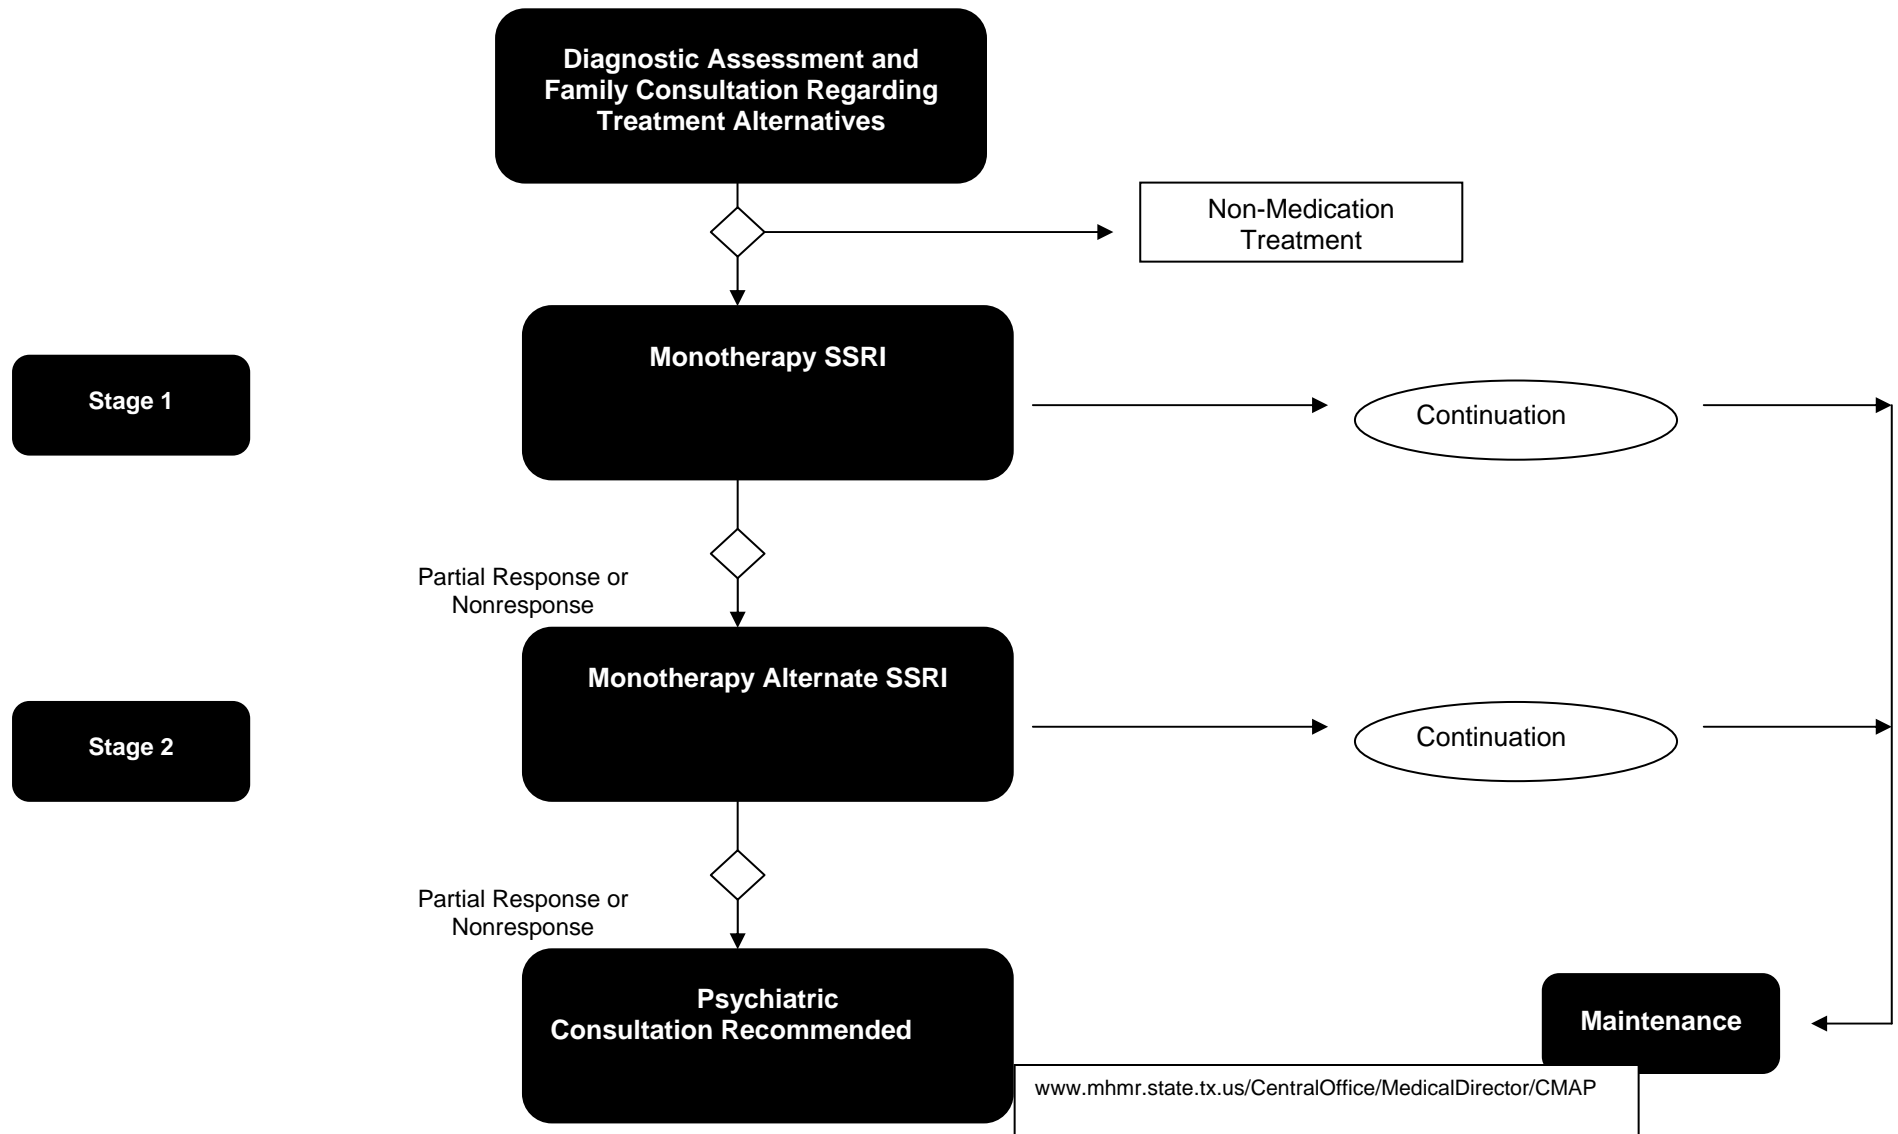 Diagnostic Assessment and
Family Consultation Regarding
Treatment Alternatives
Non-Medication
Treatment
Monotherapy SSRI
Stage 1
Continuation
Partial Response or
Nonresponse
Monotherapy Alternate SSRI
Stage 2
Continuation
Partial Response or
Nonresponse
Psychiatric
Consultation Recommended
Maintenance
www.mhmr.state.tx.us/CentralOffice/MedicalDirector/CMAP